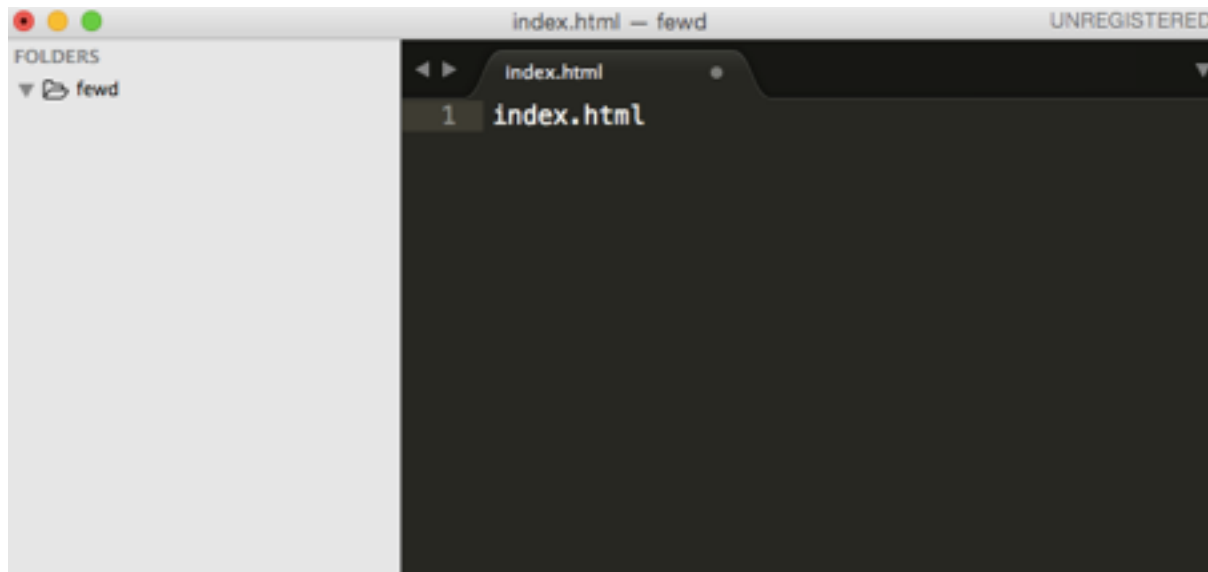 index.html — fewd
UNREGISTERED
FOLDERS
fewd
index.html
1 index.html